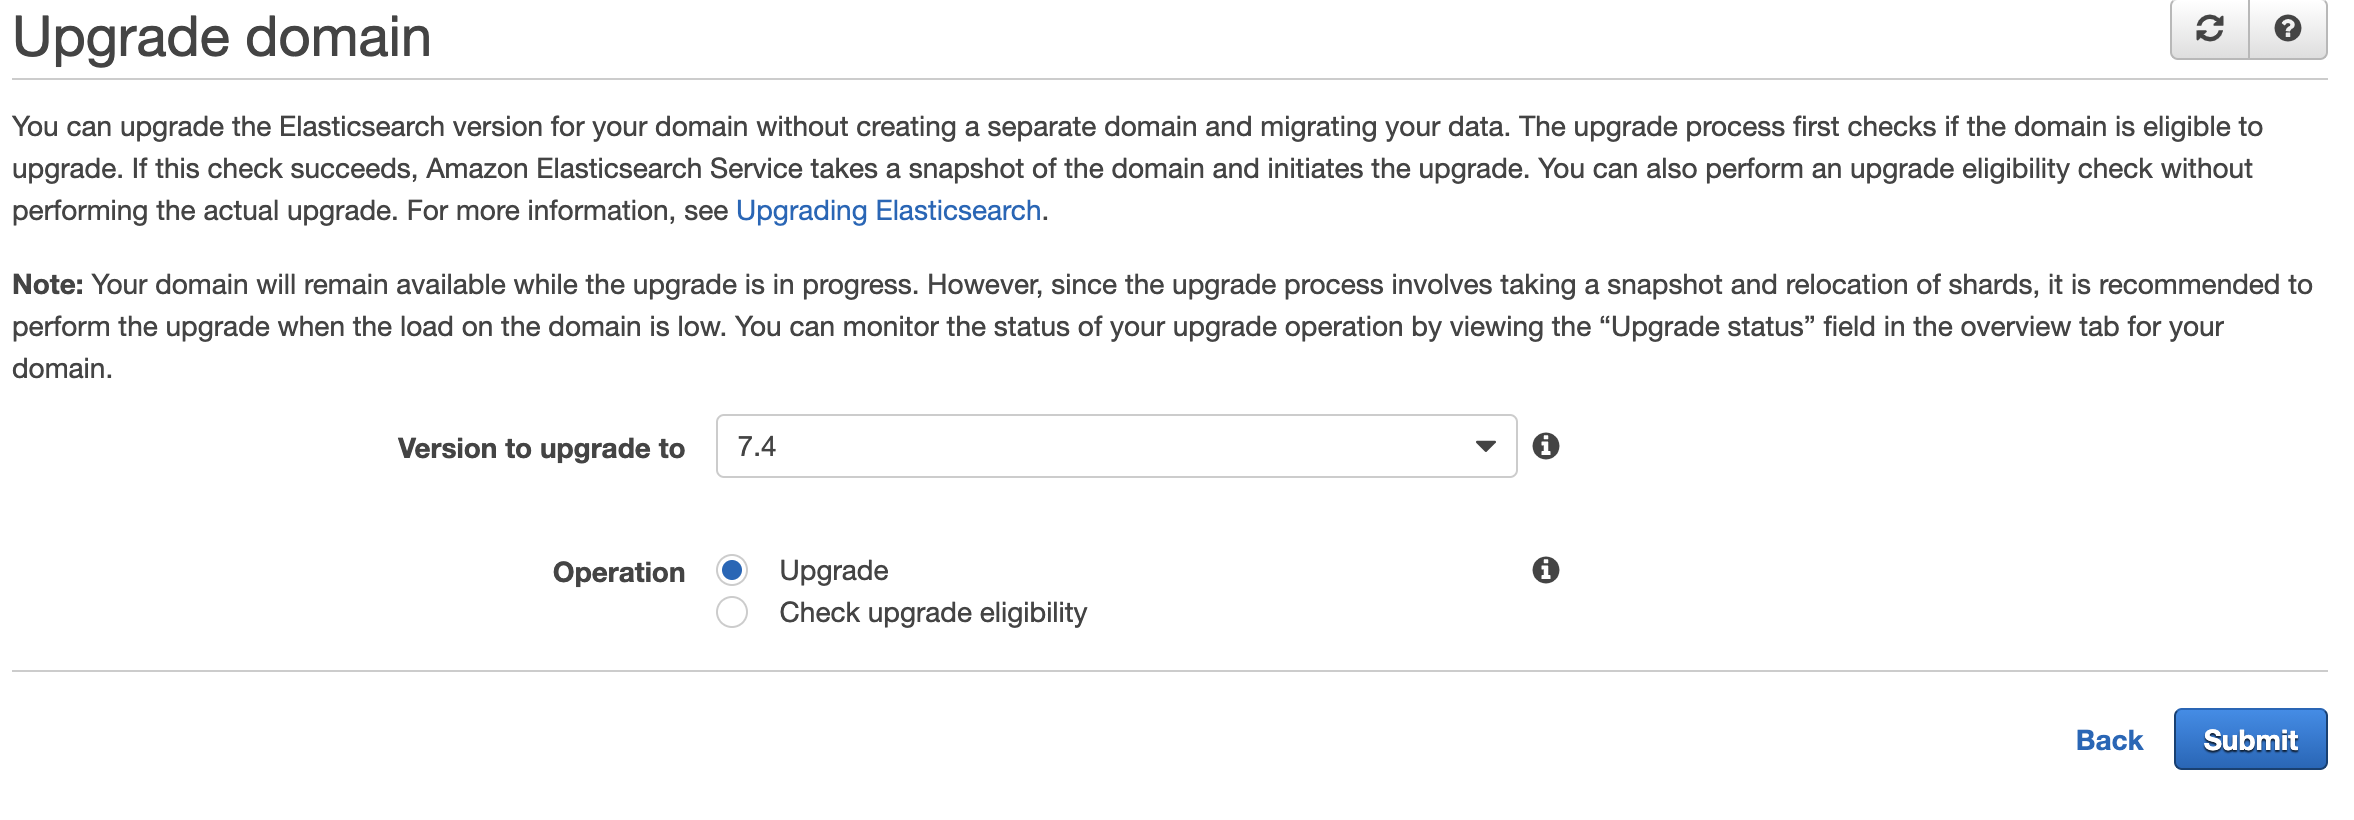 Upgrade domain
You can upgrade the Elasticsearch version for your domain without creating a separate domain and migrating your data. The upgrade process first checks if the domain is eligible to
upgrade. If this check succeeds, Amazon Elasticsearch Service takes a snapshot of the domain and initiates the upgrade. You can also perform an upgrade eligibility check without
performing the actual upgrade. For more information, see Upgrading Elasticsearch.
Note: Your domain will remain available while the upgrade is in progress. However, since the upgrade process involves taking a snapshot and relocation of shards, it is recommended to
perform the upgrade when the load on the domain is low. You can monitor the status of your upgrade operation by viewing the “Upgrade status” field in the overview tab for your
domain.
Version to upgrade to 7.4
Operation Upgrade
Check upgrade eligibility
Back Submit